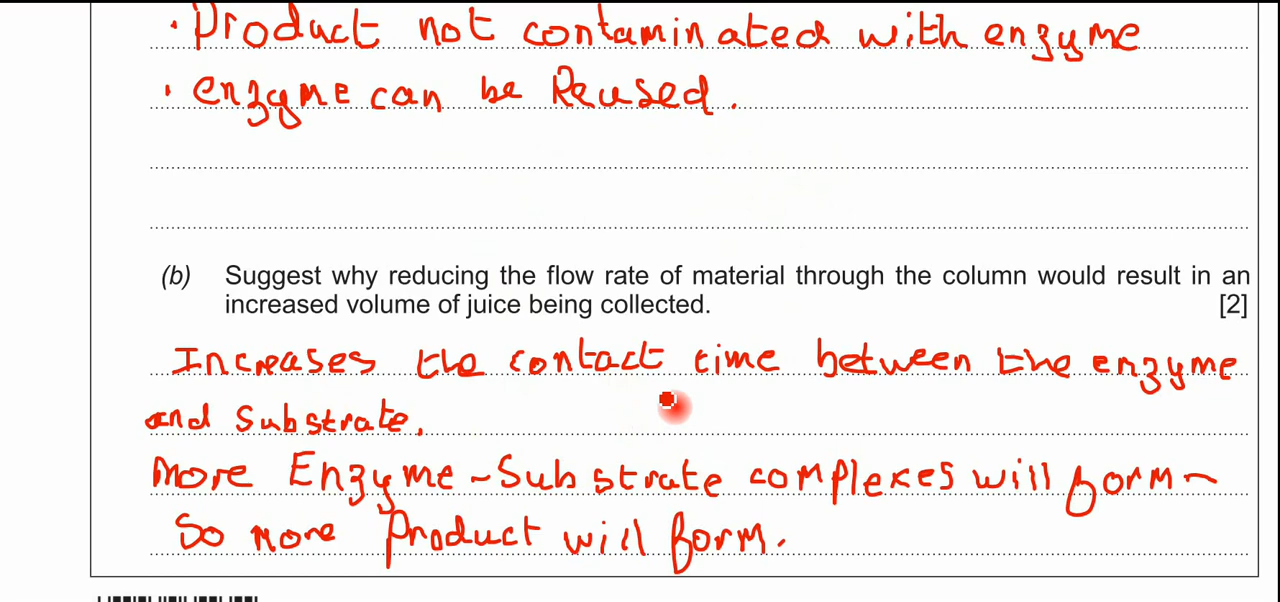 · Product not contaminated with enzyme
· enzyme can be Reused.
(b) Suggest why reducing the flow rate of material through the column would result in an
increased volume of juice being collected. [2]
Increases the contact time between the enzyme
and substrate.
More Enzyme-Substrate complexes will form-
So more Product will form.